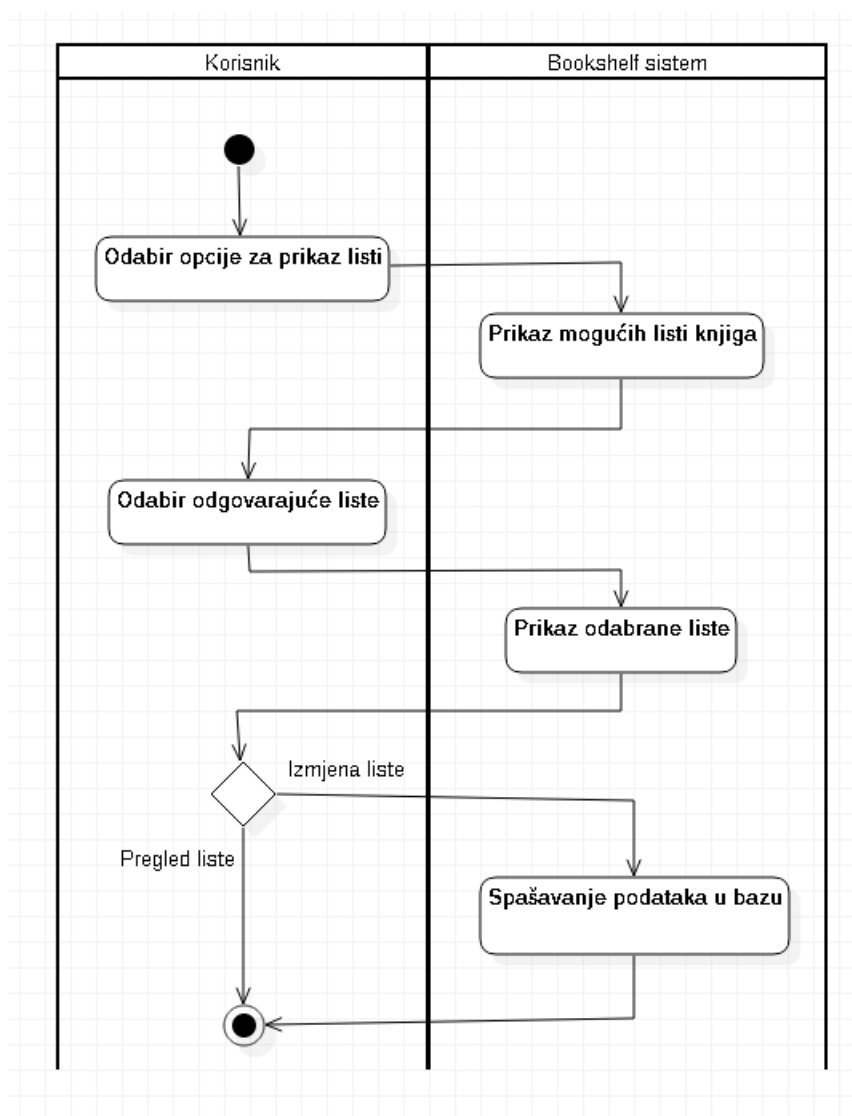 Korisnik
Bookshelf sistem
Odabir opcije za prikaz listi
Prikaz mogućih listi knjiga
Odabir odgovarajuće liste
Prikaz odabrane liste
Izmjena liste
Pregled liste
Spašavanje podataka u bazu